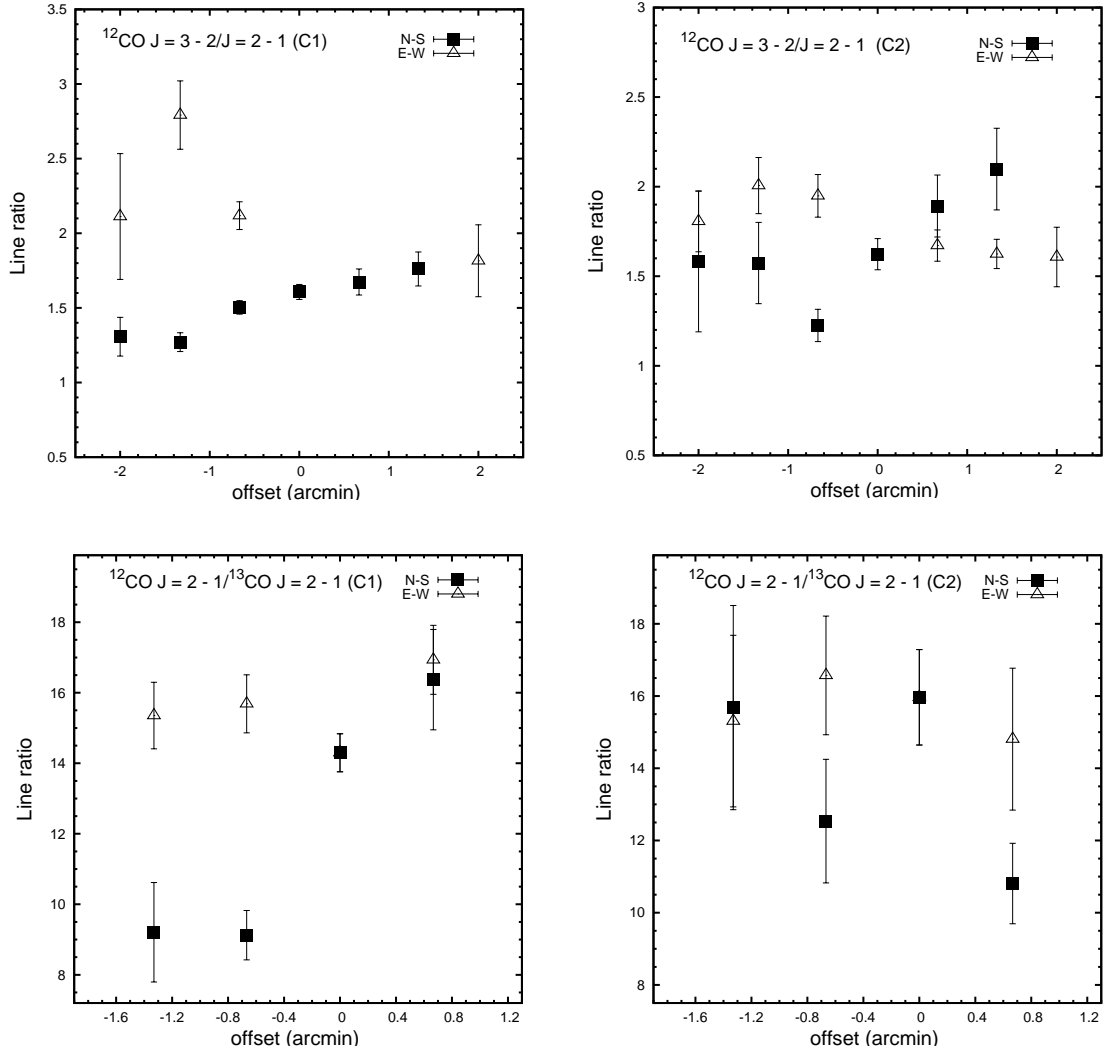 ¹²CO J = 3 - 2/J = 2 - 1 (C1)
N-S
E-W
3.5
3
2.5
2
1.5
1
0.5
Line ratio
-2 -1 0 1 2
offset (arcmin)
¹²CO J = 3 - 2/J = 2 - 1 (C2)
N-S
E-W
3
2.5
2
1.5
1
0.5
Line ratio
-2 -1 0 1 2
offset (arcmin)
¹²CO J = 2 - 1/¹³CO J = 2 - 1 (C1)
N-S
E-W
18
16
14
12
10
8
Line ratio
-1.6 -1.2 -0.8 -0.4 0 0.4 0.8 1.2
offset (arcmin)
¹²CO J = 2 - 1/¹³CO J = 2 - 1 (C2)
N-S
E-W
18
16
14
12
10
8
Line ratio
-1.6 -1.2 -0.8 -0.4 0 0.4 0.8 1.2
offset (arcmin)